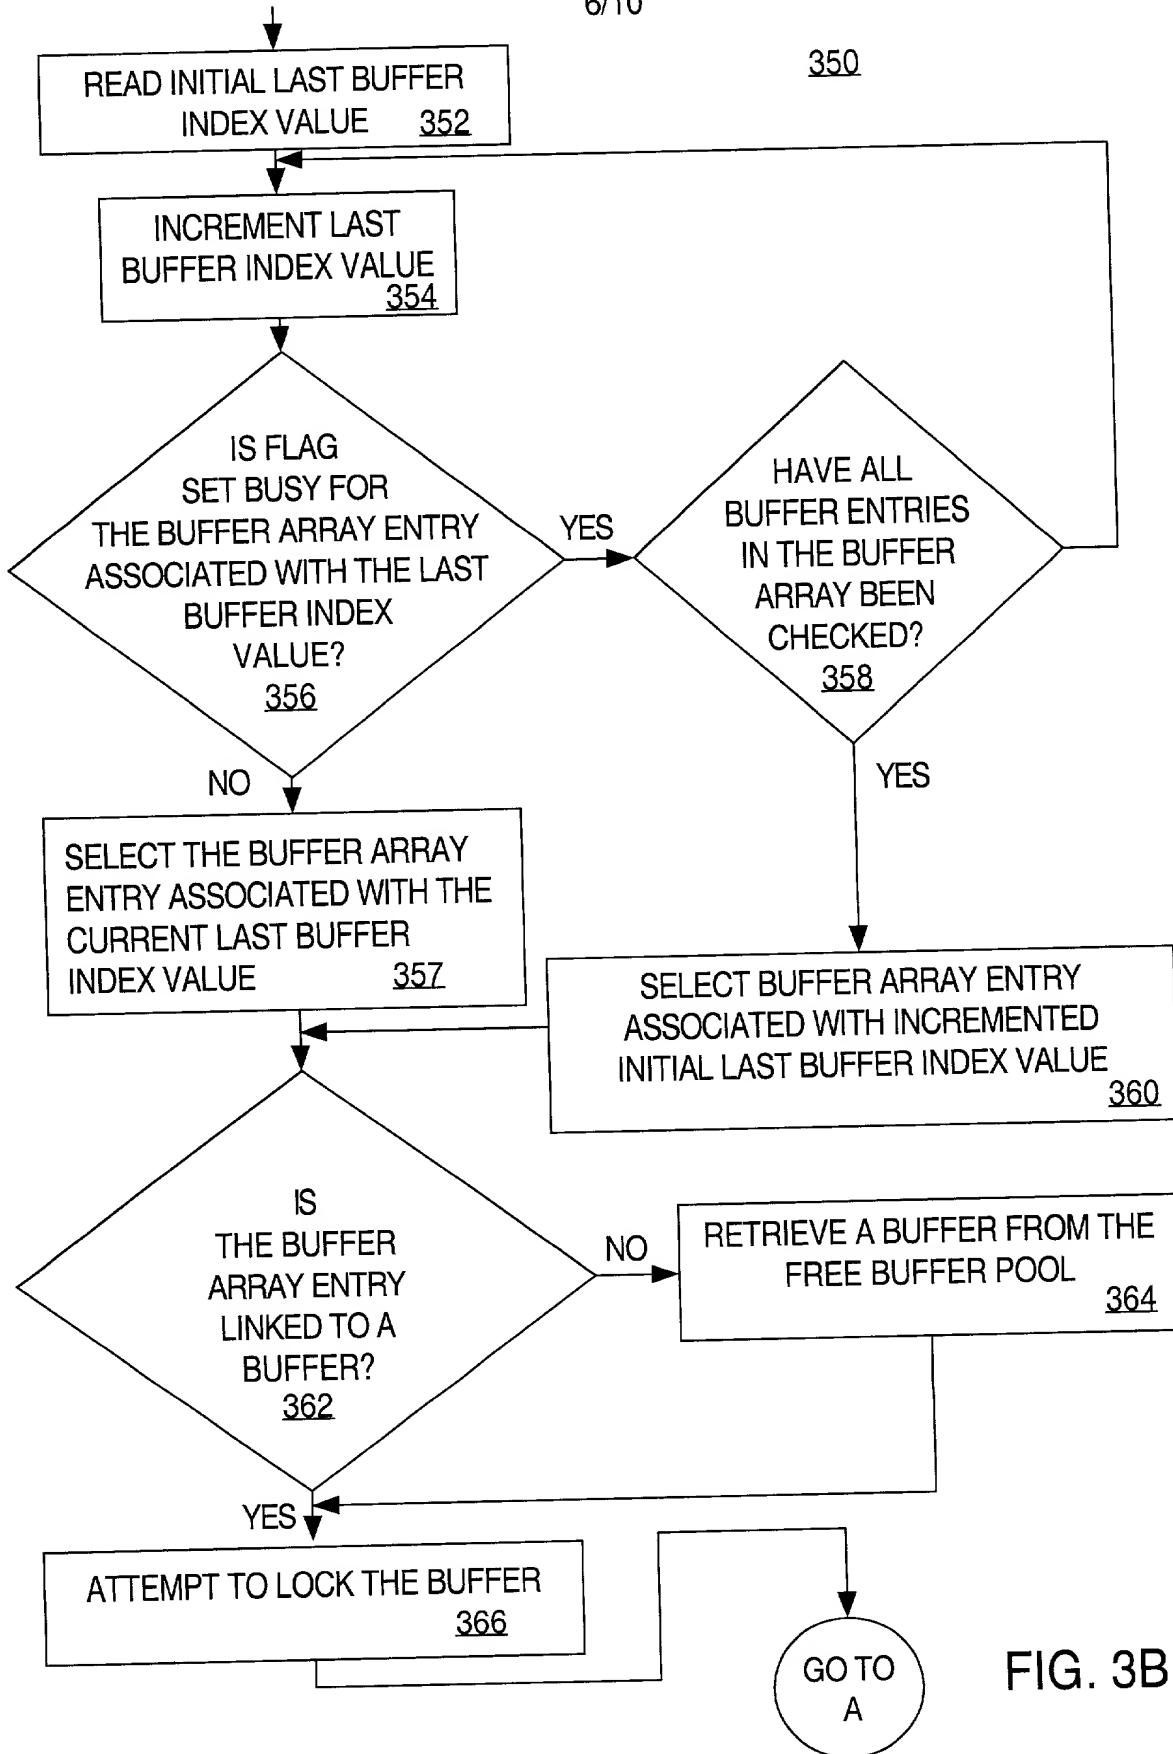 6/10
350
READ INITIAL LAST BUFFER
INDEX VALUE 352
INCREMENT LAST
BUFFER INDEX VALUE
354
IS FLAG
SET BUSY FOR
THE BUFFER ARRAY ENTRY
ASSOCIATED WITH THE LAST
BUFFER INDEX
VALUE?
356
YES
HAVE ALL
BUFFER ENTRIES
IN THE BUFFER
ARRAY BEEN
CHECKED?
358
NO
YES
SELECT THE BUFFER ARRAY
ENTRY ASSOCIATED WITH THE
CURRENT LAST BUFFER
INDEX VALUE 357
SELECT BUFFER ARRAY ENTRY
ASSOCIATED WITH INCREMENTED
INITIAL LAST BUFFER INDEX VALUE
360
IS
THE BUFFER
ARRAY ENTRY
LINKED TO A
BUFFER?
362
NO
RETRIEVE A BUFFER FROM THE
FREE BUFFER POOL
364
YES
ATTEMPT TO LOCK THE BUFFER
366
GO TO
A
FIG. 3B